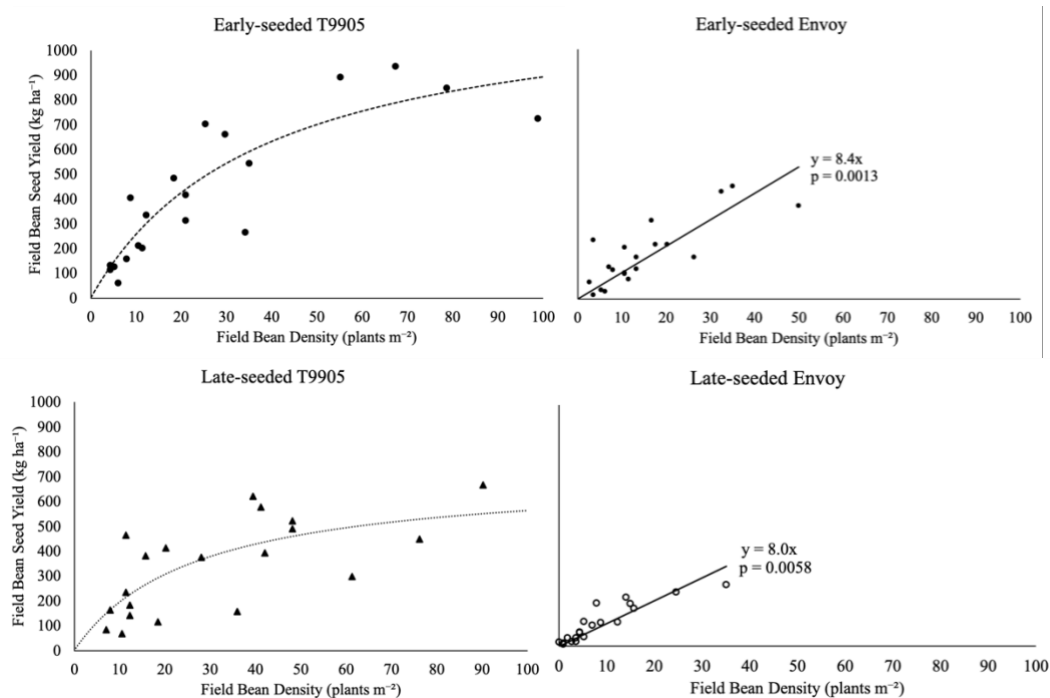 Early-seeded T9905
Early-seeded Envoy
Field Bean Seed Yield (kg ha⁻¹)
1000
900
800
700
600
500
400
300
200
100
0
0 10 20 30 40 50 60 70 80 90 100
Field Bean Density (plants m⁻²)
y = 8.4x
p = 0.0013
0 10 20 30 40 50 60 70 80 90 100
Field Bean Density (plants m⁻²)
Late-seeded T9905
Late-seeded Envoy
Field Bean Seed Yield (kg ha⁻¹)
1000
900
800
700
600
500
400
300
200
100
0
0 10 20 30 40 50 60 70 80 90 100
Field Bean Density (plants m⁻²)
y = 8.0x
p = 0.0058
0 10 20 30 40 50 60 70 80 90 100
Field Bean Density (plants m⁻²)